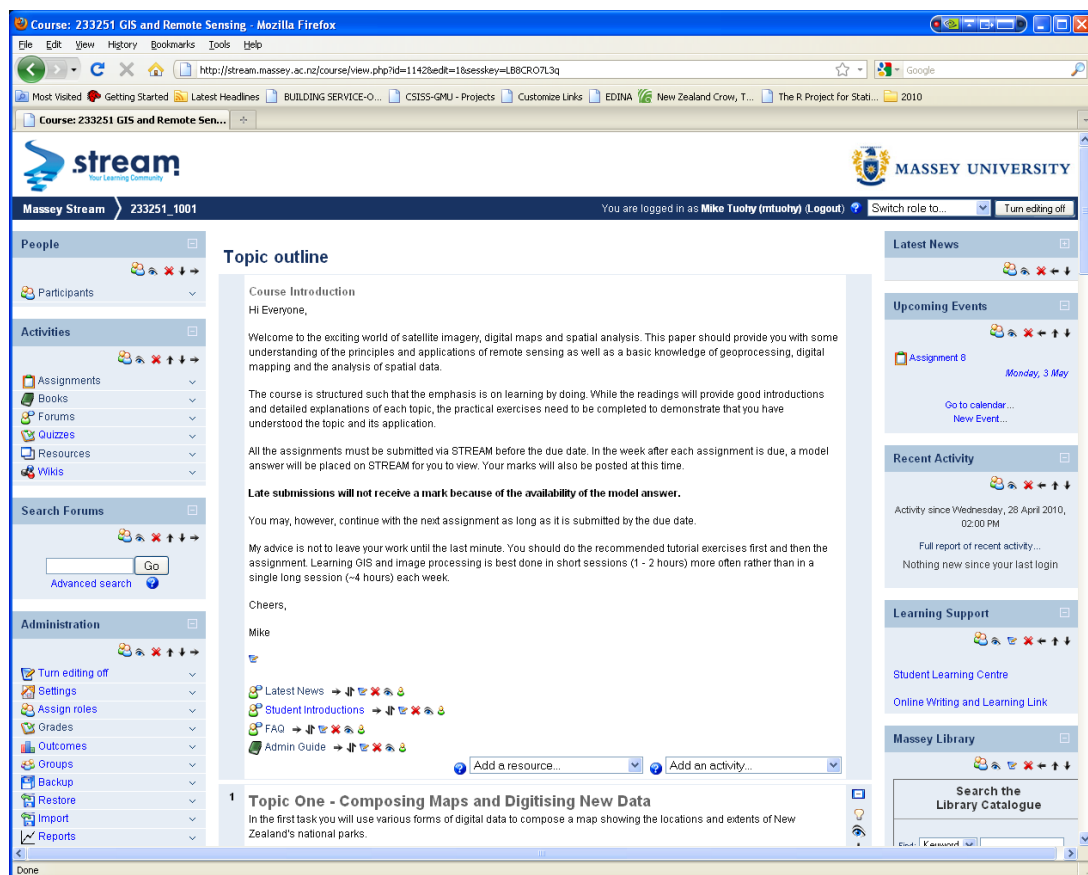 Course: 233251 GIS and Remote Sensing - Mozilla Firefox
File Edit View History Bookmarks Tools Help
http://stream.massey.ac.nz/course/view.php?id=1142&edit=1&sesskey=LB8CRO7L3q
Google
Most Visited Getting Started Latest Headlines BUILDING SERVICE-O... CSISS-GMU - Projects Customize Links EDINA New Zealand Crow, T... The R Project for Stati... 2010
Course: 233251 GIS and Remote Sen...
stream
Your Learning Community
MASSEY UNIVERSITY
Massey Stream 233251_1001
You are logged in as Mike Tuohy (mtuohy) (Logout) Switch role to... Turn editing off
People
Participants
Activities
Assignments
Books
Forums
Quizzes
Resources
Wikis
Search Forums
Go
Advanced search
Administration
Turn editing off
Settings
Assign roles
Grades
Outcomes
Groups
Backup
Restore
Import
Reports
Topic outline
Course Introduction
Hi Everyone,
Welcome to the exciting world of satellite imagery, digital maps and spatial analysis. This paper should provide you with some
understanding of the principles and applications of remote sensing as well as a basic knowledge of geoprocessing, digital
mapping and the analysis of spatial data.
The course is structured such that the emphasis is on learning by doing. While the readings will provide good introductions
and detailed explanations of each topic, the practical exercises need to be completed to demonstrate that you have
understood the topic and its application.
All the assignments must be submitted via STREAM before the due date. In the week after each assignment is due, a model
answer will be placed on STREAM for you to view. Your marks will also be posted at this time.
Late submissions will not receive a mark because of the availability of the model answer.
You may, however, continue with the next assignment as long as it is submitted by the due date.
My advice is not to leave your work until the last minute. You should do the recommended tutorial exercises first and then the
assignment. Learning GIS and image processing is best done in short sessions (1 - 2 hours) more often rather than in a
single long session (~4 hours) each week.
Cheers,
Mike
Latest News
Student Introductions
FAQ
Admin Guide
Add a resource... Add an activity...
1 Topic One - Composing Maps and Digitising New Data
In the first task you will use various forms of digital data to compose a map showing the locations and extents of New
Zealand's national parks.
Latest News
Upcoming Events
Assignment 8
Monday, 3 May
Go to calendar...
New Event...
Recent Activity
Activity since Wednesday, 28 April 2010,
02:00 PM
Full report of recent activity...
Nothing new since your last login
Learning Support
Student Learning Centre
Online Writing and Learning Link
Massey Library
Search the
Library Catalogue
Find: Keyword
Done